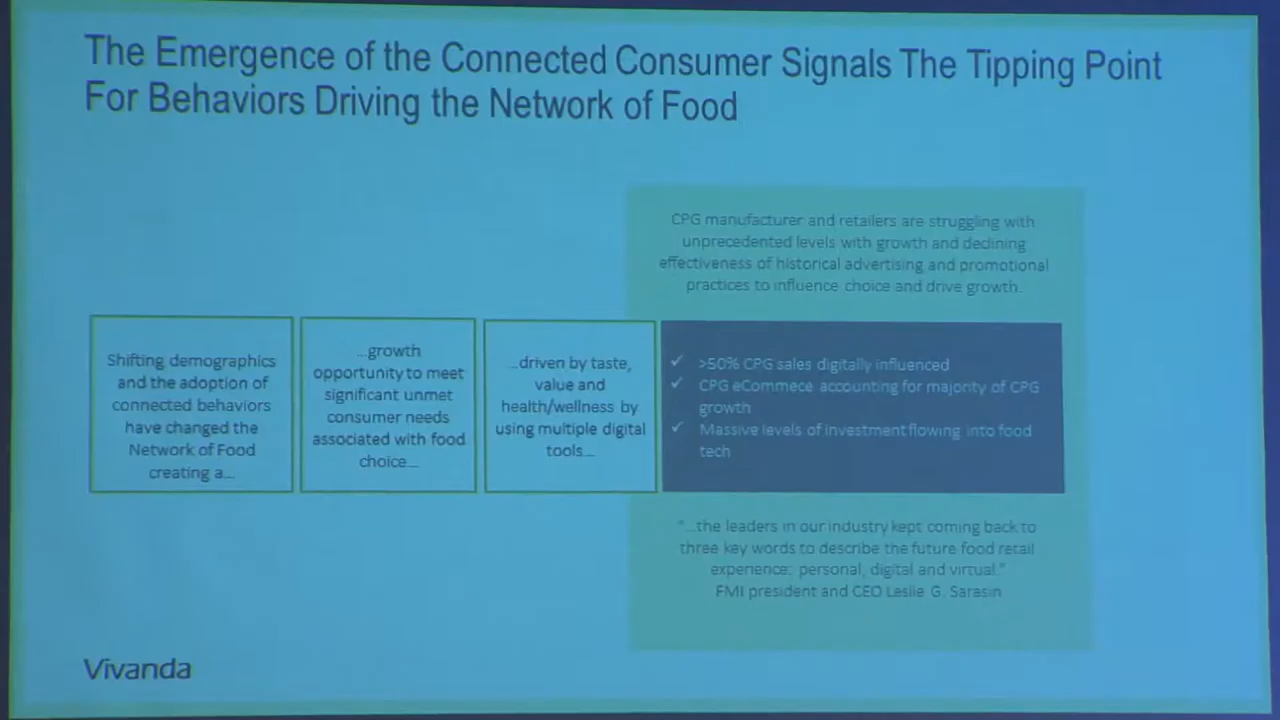 The Emergence of the Connected Consumer Signals The Tipping Point
For Behaviors Driving the Network of Food
CPG manufacturer and retailers are struggling with
unprecedented levels with growth and declining
effectiveness of historical advertising and promotional
practices to influence choice and drive growth.
Shifting demographics
and the adoption of
connected behaviors
have changed the
Network of Food
creating a...
...growth
opportunity to meet
significant unmet
consumer needs
associated with food
choice...
...driven by taste,
value and
health/wellness by
using multiple digital
tools...
✓ >50% CPG sales digitally influenced
✓ CPG eCommece accounting for majority of CPG
growth
✓ Massive levels of investment flowing into food
tech
"...the leaders in our industry kept coming back to
three key words to describe the future food retail
experience: personal, digital and virtual."
FMI president and CEO Leslie G. Sarasin
Vivanda